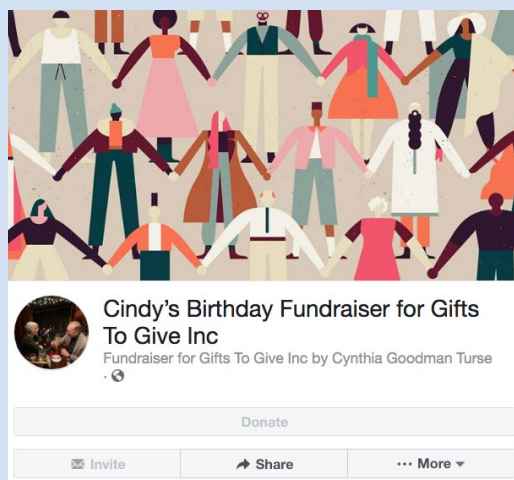 Cindy’s Birthday Fundraiser for Gifts
To Give Inc
Fundraiser for Gifts To Give Inc by Cynthia Goodman Turse
·
Donate
Invite
Share
••• More